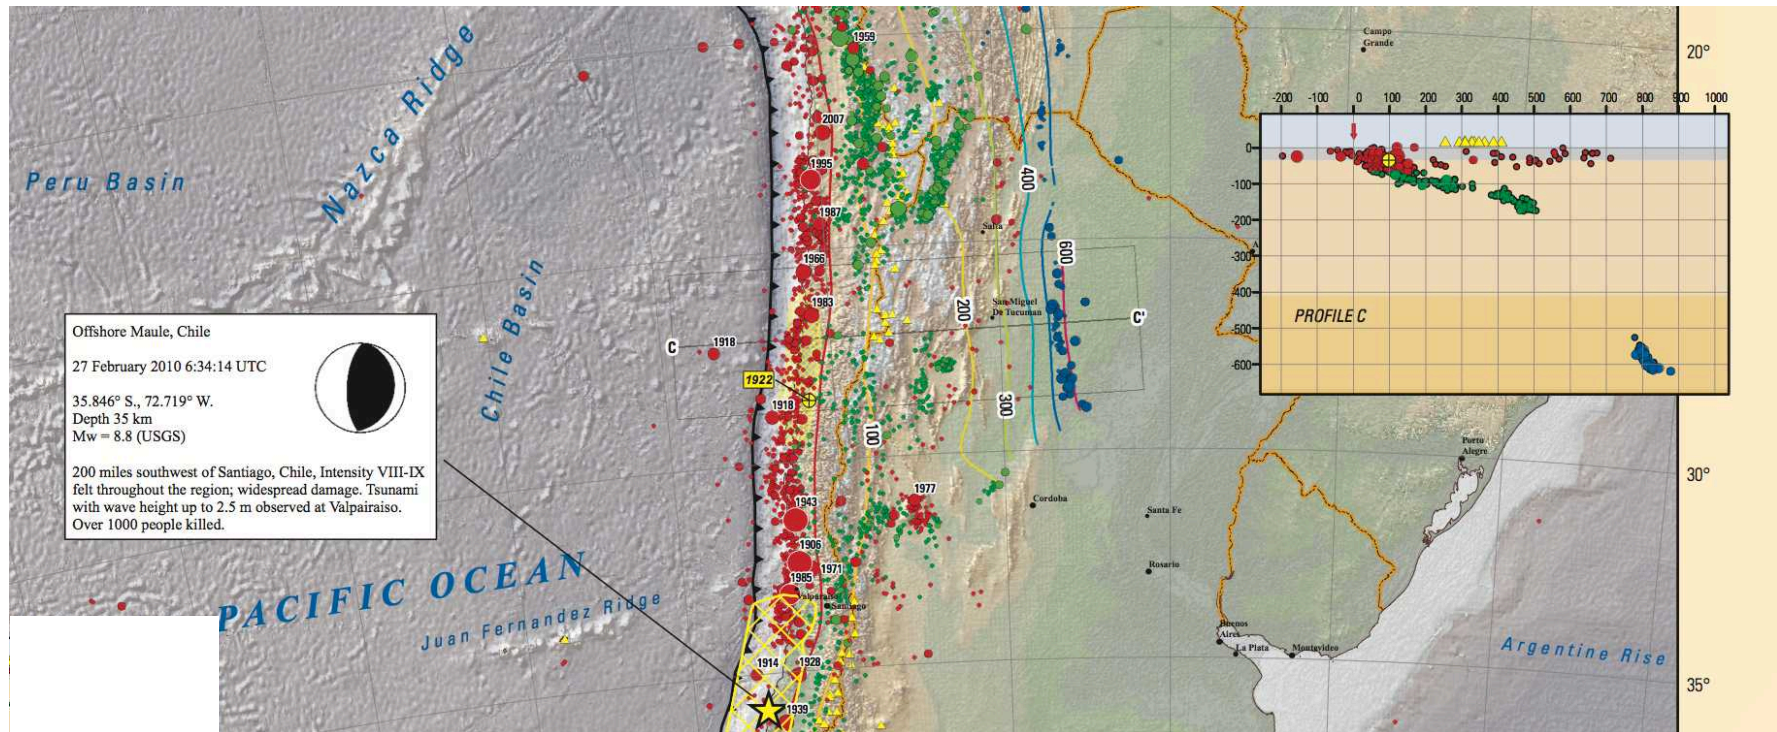 Peru Basin
Nazca Ridge
Chile Basin
PACIFIC OCEAN
Juan Fernandez Ridge
Offshore Maule, Chile
27 February 2010 6:34:14 UTC
35.846° S., 72.719° W.
Depth 35 km
Mw = 8.8 (USGS)
200 miles southwest of Santiago, Chile, Intensity VIII-IX
felt throughout the region; widespread damage. Tsunami
with wave height up to 2.5 m observed at Valpairaiso.
Over 1000 people killed.
1959
2007
1995
1987
1966
1983
1918
C
C'
1922
1918
1943
1977
1906
1971
1985
Valparaiso
Santiago
1914
1928
1939
100
200
300
400
600
Salta
San Miguel
De Tucuman
Cordoba
Santa Fe
Rosario
Buenos
Aires
La Plata
Montevideo
Porto
Alegre
Campo
Grande
A
Argentine Rise
20°
30°
35°
-200 -100 0 100 200 300 400 500 600 700 800 900 1000
0
-100
-200
-300
-400
-500
-600
PROFILE C